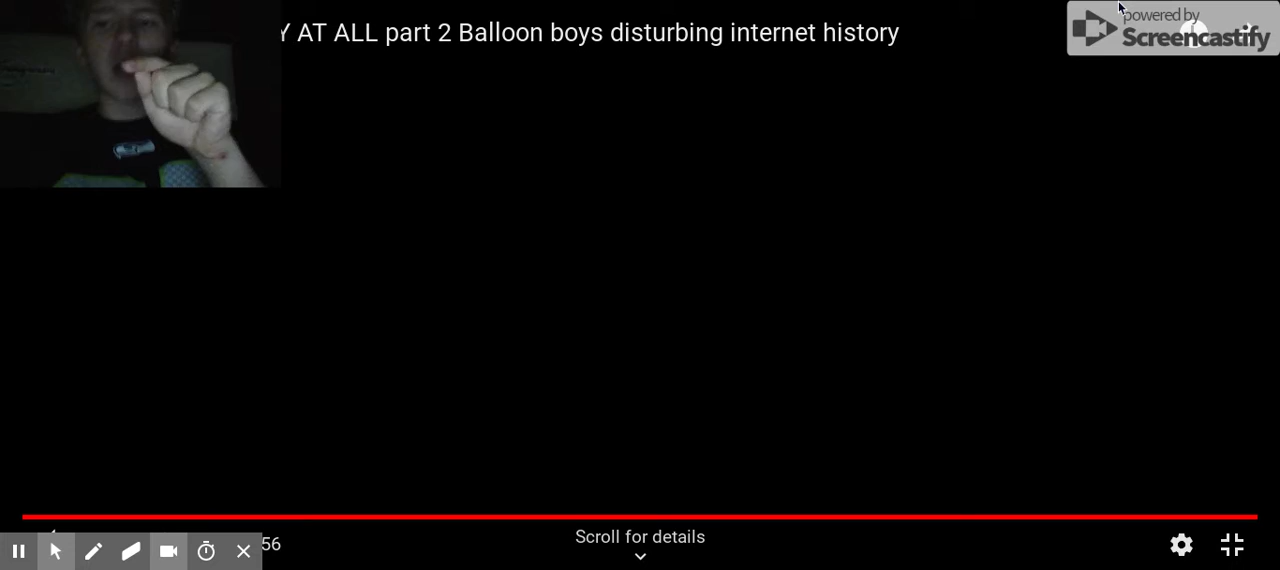 Y AT ALL part 2 Balloon boys disturbing internet history
powered by
Screencastify
56
Scroll for details